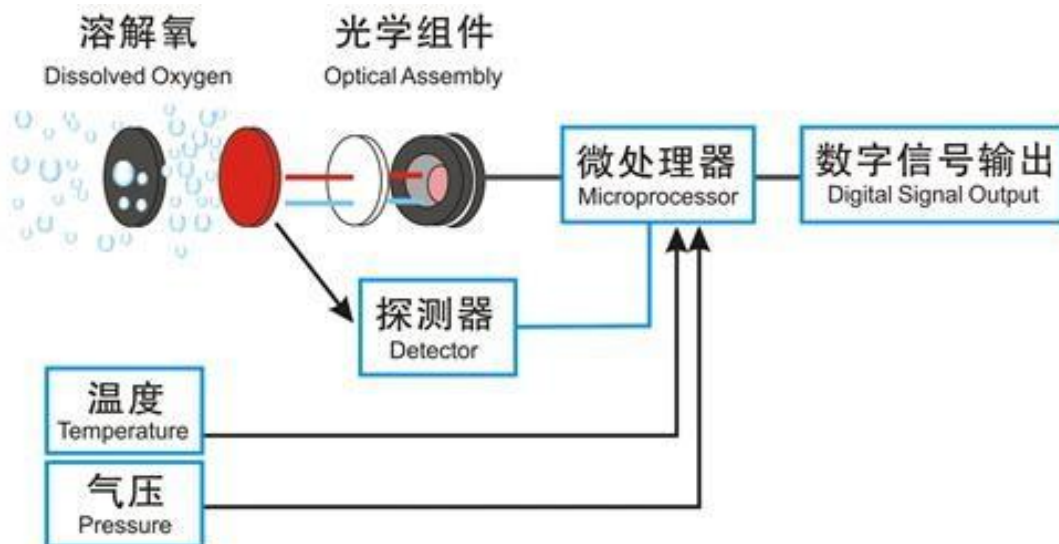 溶解氧
Dissolved Oxygen
光学组件
Optical Assembly
微处理器
Microprocessor
数字信号输出
Digital Signal Output
探测器
Detector
温度
Temperature
气压
Pressure